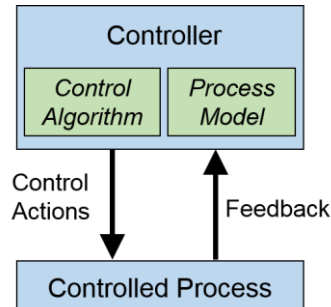 Controller
Control
Algorithm
Process
Model
Control
Actions
Feedback
Controlled Process